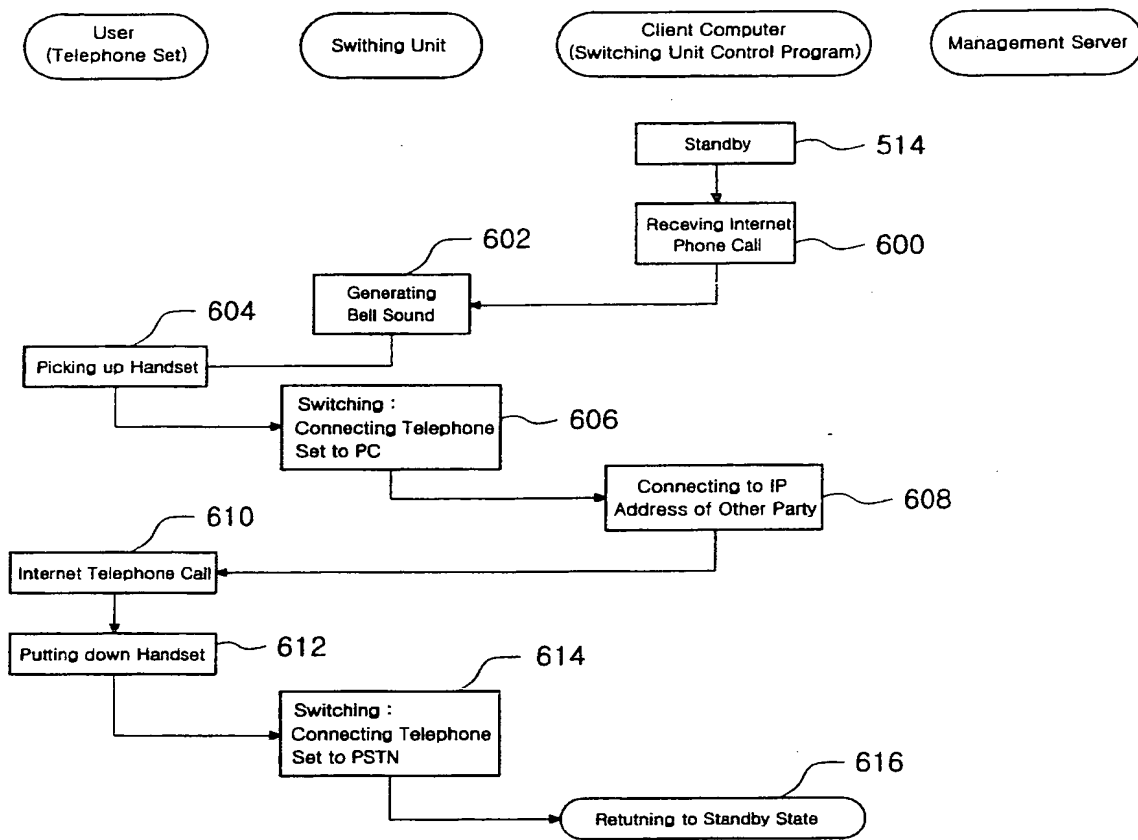 User
(Telephone Set)
Swithing Unit
Client Computer
(Switching Unit Control Program)
Management Server
Standby
514
Receving Internet
Phone Call
600
602
Generating
Bell Sound
604
Picking up Handset
Switching :
Connecting Telephone
Set to PC
606
Connecting to IP
Address of Other Party
608
610
Internet Telephone Call
Putting down Handset
612
614
Switching :
Connecting Telephone
Set to PSTN
616
Retutning to Standby State